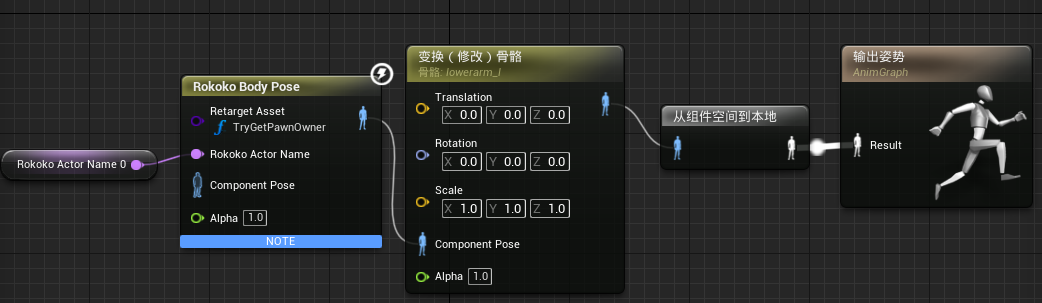 Rokoko Actor Name 0
Rokoko Body Pose
Retarget Asset
TryGetPawnOwner
Rokoko Actor Name
Component Pose
Alpha 1.0
NOTE
变换（修改）骨骼
骨骼: lowerarm_l
Translation
X 0.0 Y 0.0 Z 0.0
Rotation
X 0.0 Y 0.0 Z 0.0
Scale
X 1.0 Y 1.0 Z 1.0
Component Pose
Alpha 1.0
从组件空间到本地
输出姿势
AnimGraph
Result